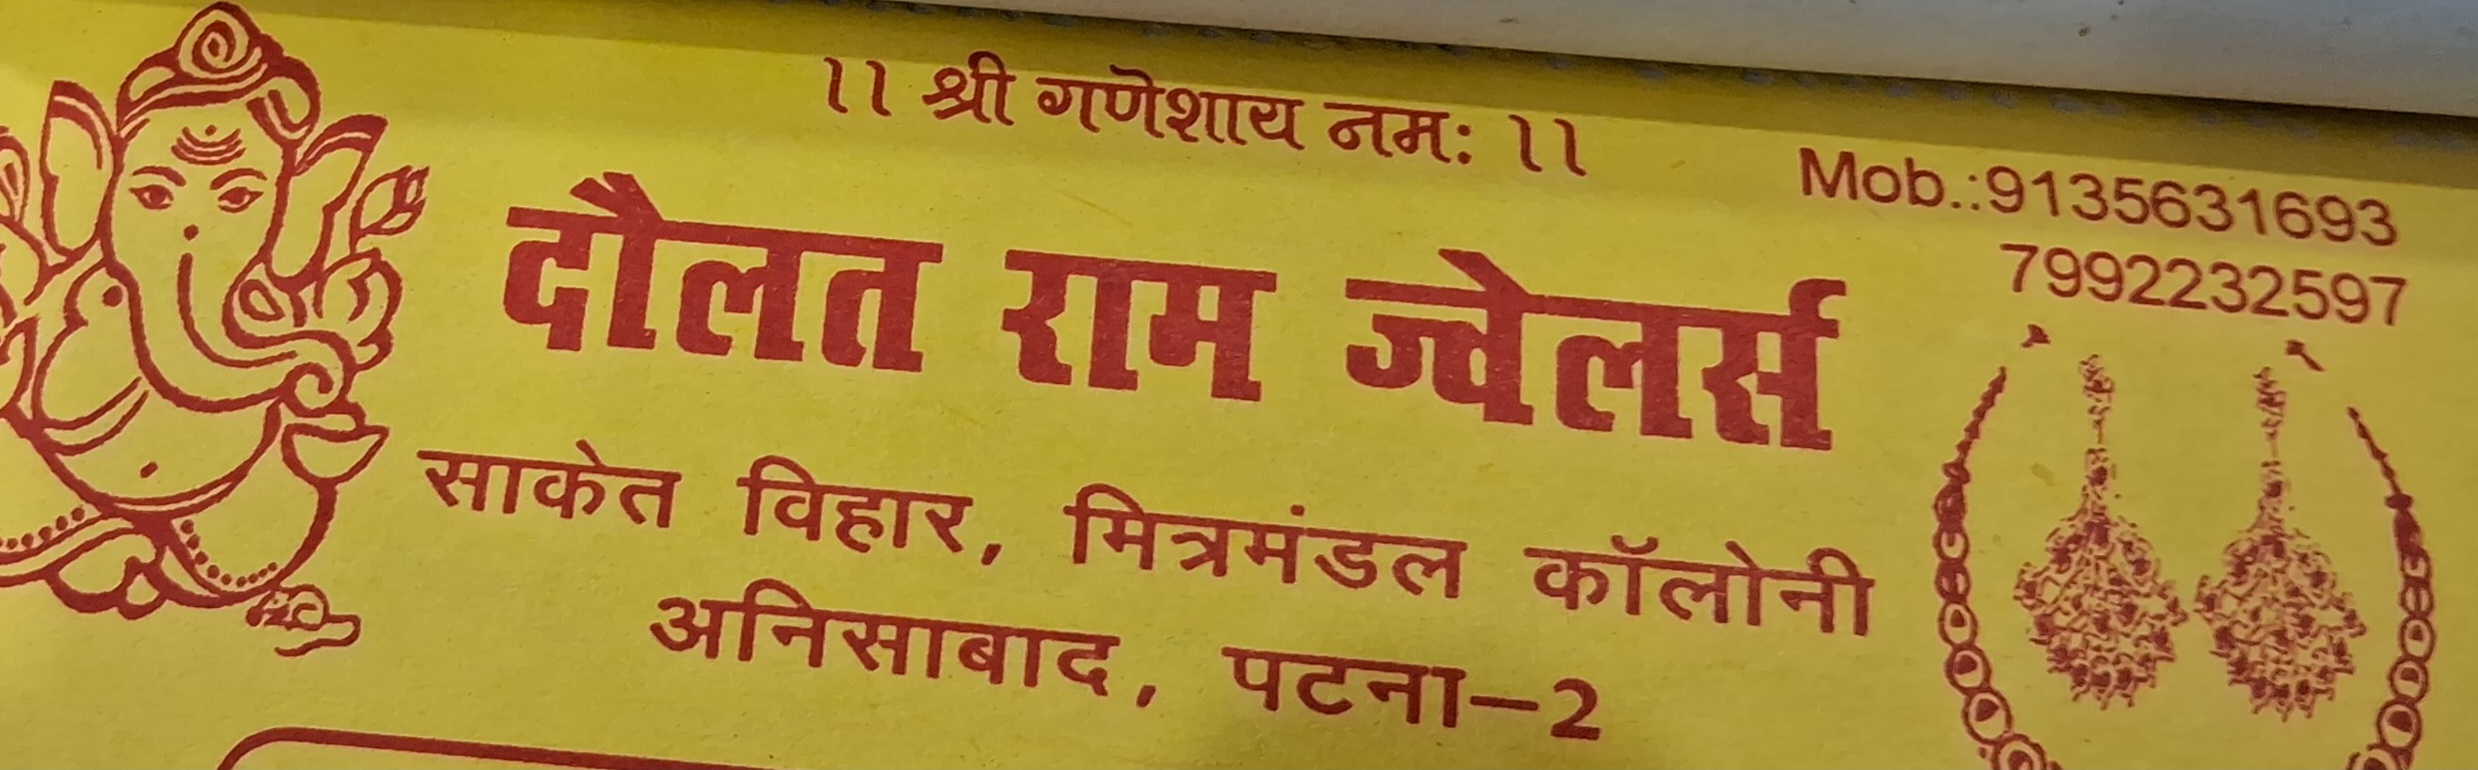 ।। श्री गणेशाय नमः ।।
Mob.:9135631693
7992232597
दौलत राम ज्वेलर्स
साकेत विहार, मित्रमंडल कॉलोनी
अनिसाबाद, पटना–2